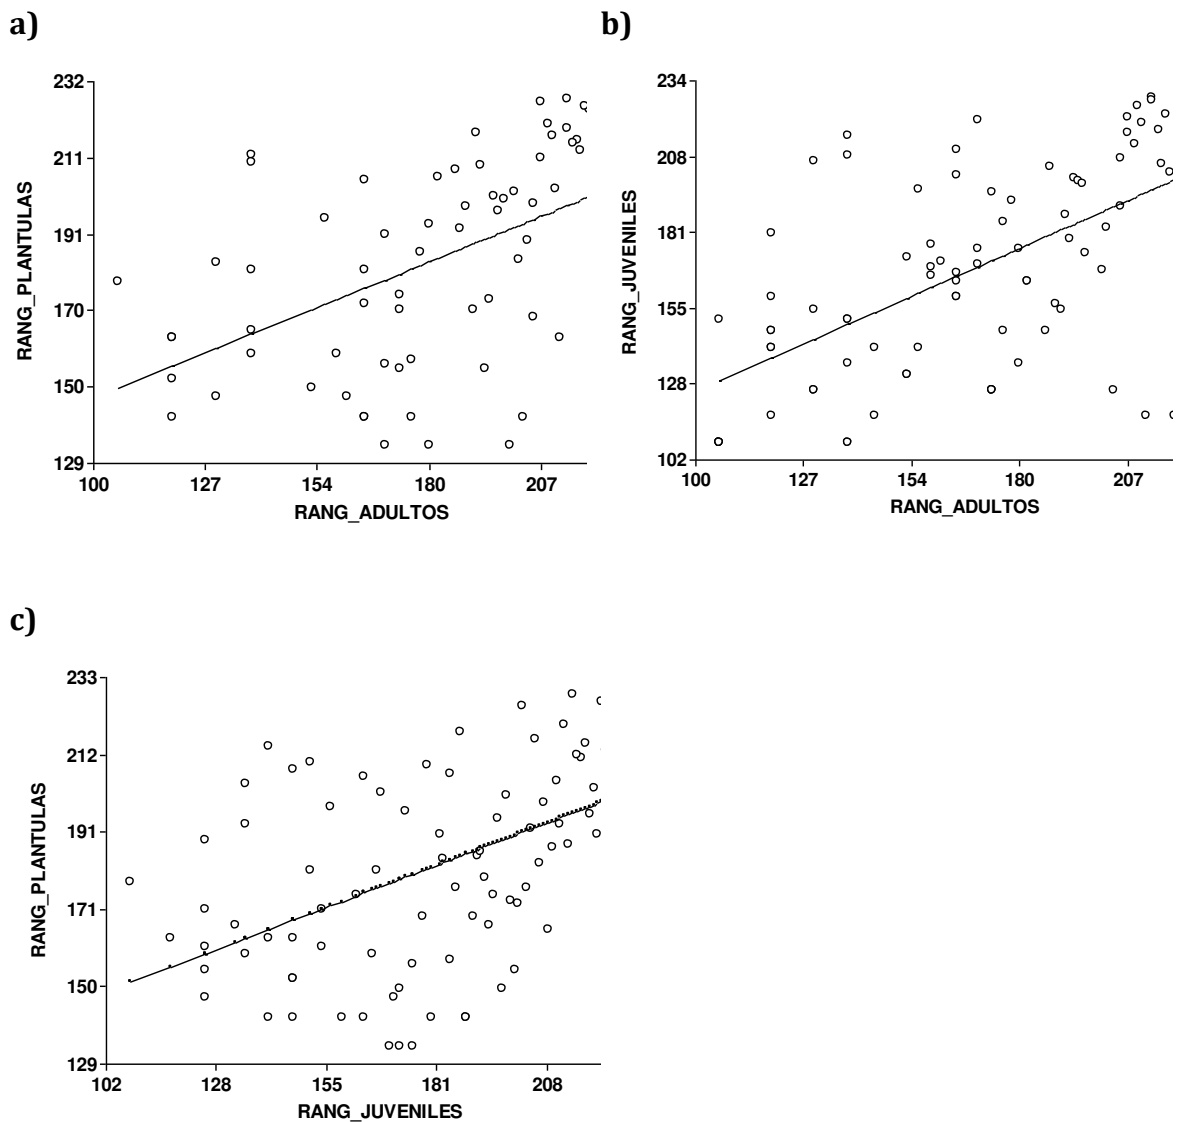 a)
b)
232
211
191
170
150
129
RANG_PLANTULAS
100 127 154 180 207
RANG_ADULTOS
234
208
181
155
128
102
RANG_JUVENILES
100 127 154 180 207
RANG_ADULTOS
c)
233
212
191
171
150
129
RANG_PLANTULAS
102 128 155 181 208
RANG_JUVENILES